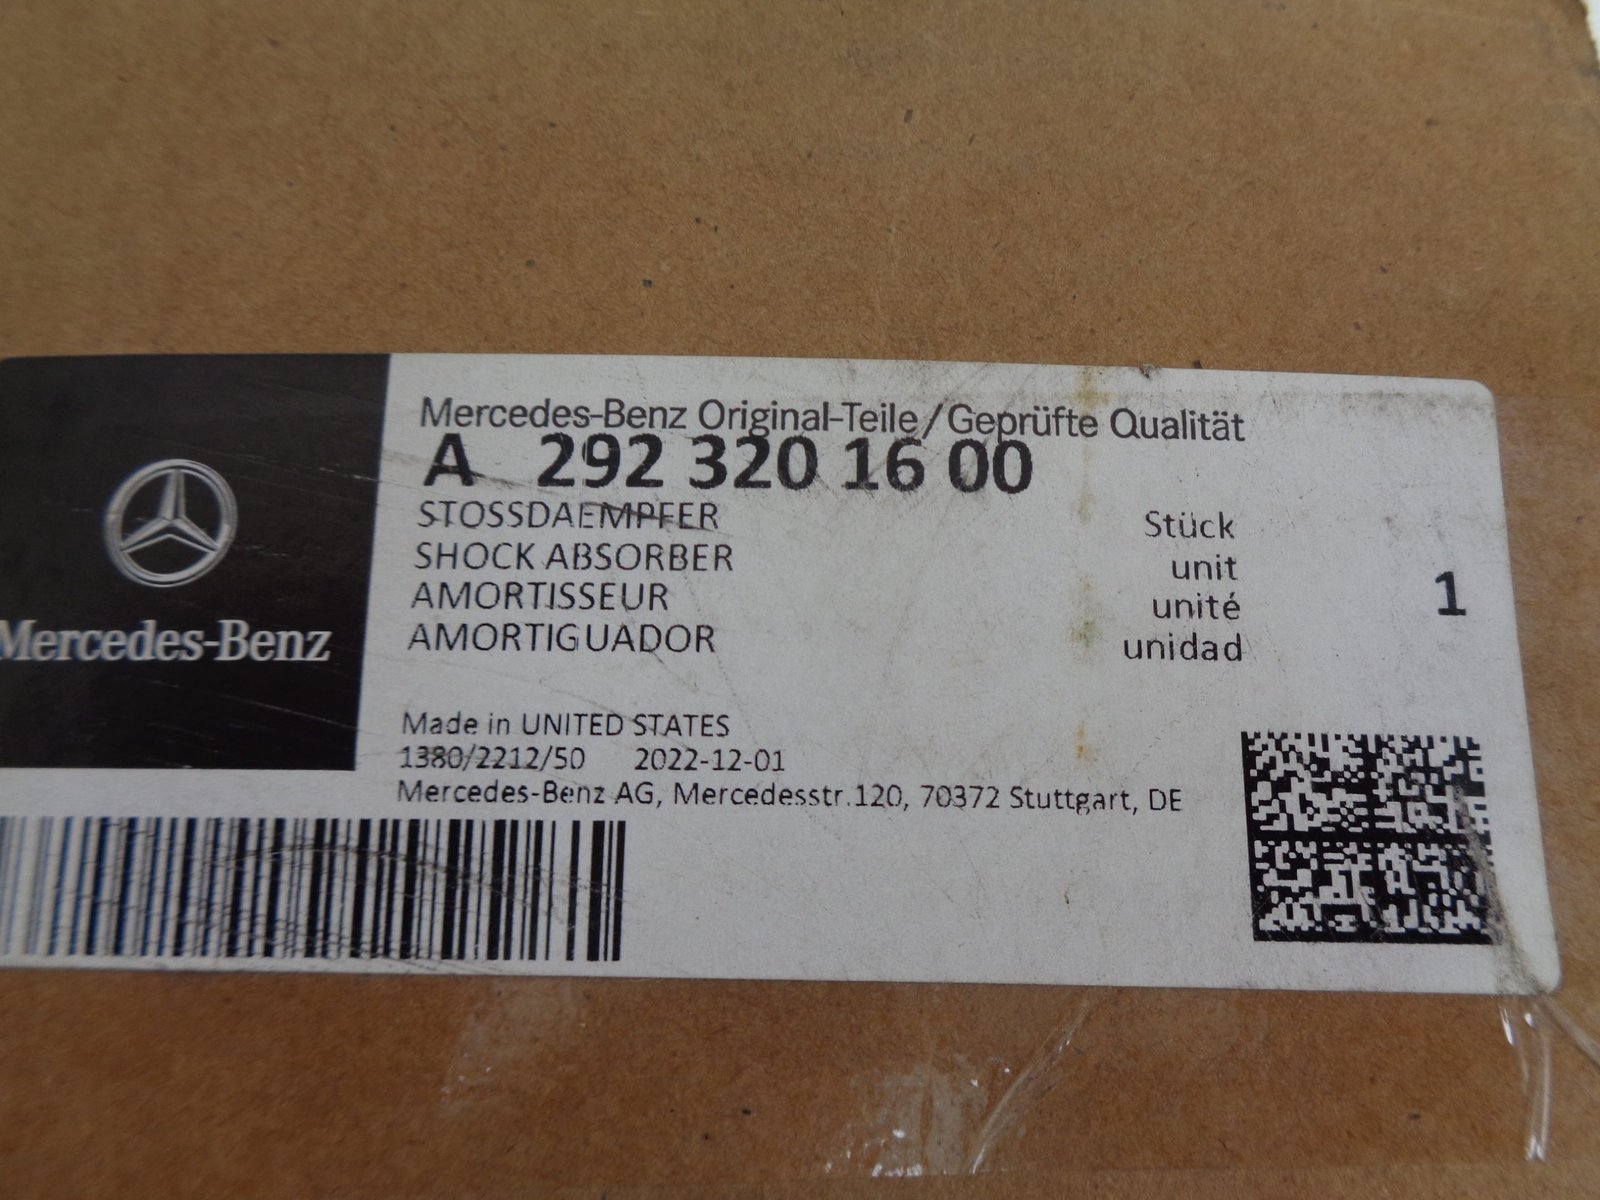 Mercedes-Benz Original-Teile/Geprüfte Qualität
A 292 320 16 00
STOSSDAEMPFER
SHOCK ABSORBER
AMORTISSEUR
AMORTIGUADOR
Stück
unit
unité
unidad
1
Mercedes-Benz
Made in UNITED STATES
1380/2212/50 2022-12-01
Mercedes-Benz AG, Mercedesstr.120, 70372 Stuttgart, DE